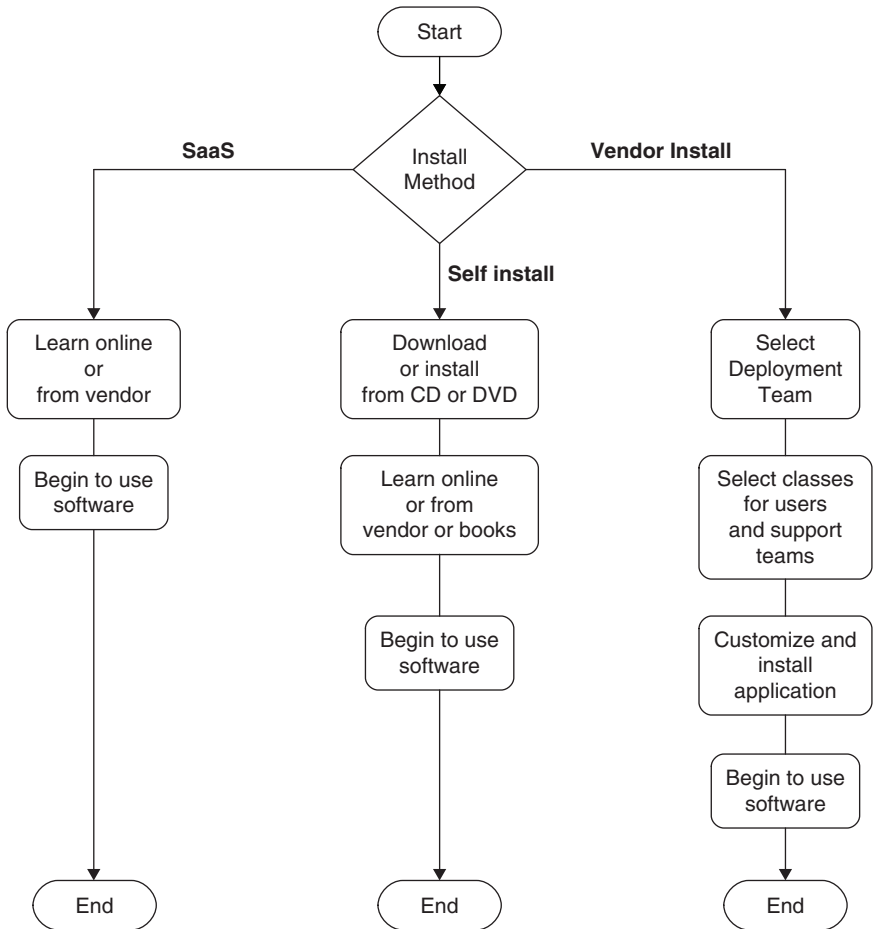 Start
Install
Method
SaaS
Vendor Install
Self install
Learn online
or
from vendor
Begin to use
software
End
Download
or install
from CD or DVD
Learn online
or from
vendor or books
Begin to use
software
End
Select
Deployment
Team
Select classes
for users
and support
teams
Customize and
install
application
Begin to use
software
End